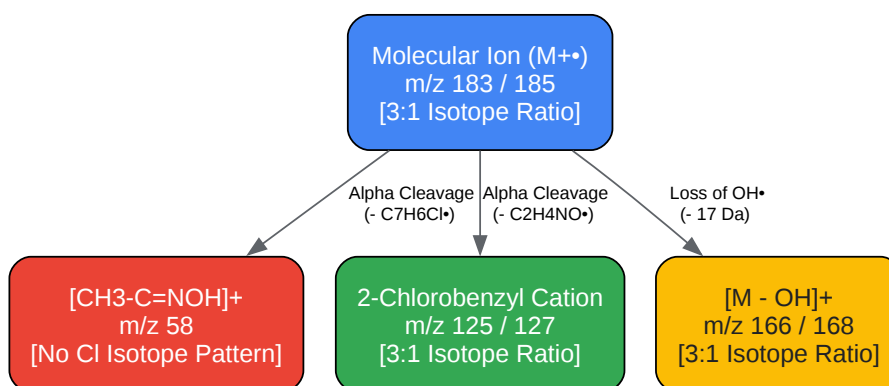 Molecular Ion (M+•)
m/z 183 / 185
[3:1 Isotope Ratio]
Alpha Cleavage
(- C7H6Cl•)
Alpha Cleavage
(- C2H4NO•)
Loss of OH•
(- 17 Da)
[CH3-C=NOH]+
m/z 58
[No Cl Isotope Pattern]
2-Chlorobenzyl Cation
m/z 125 / 127
[3:1 Isotope Ratio]
[M - OH]+
m/z 166 / 168
[3:1 Isotope Ratio]